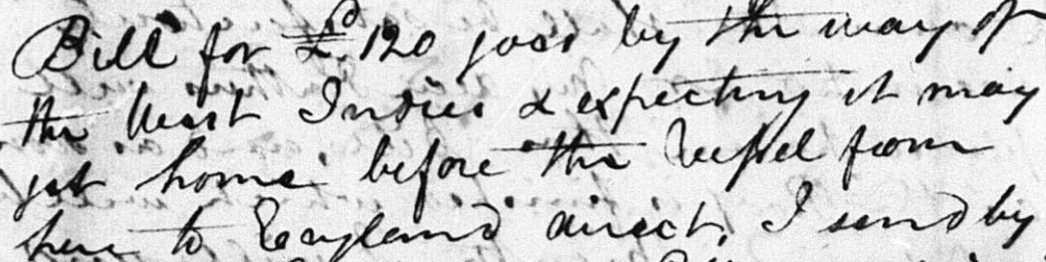 Bill for £120 goes by the way of
the West Indies & expecting it may
get home before the Vessel from
here to England direct, I send by